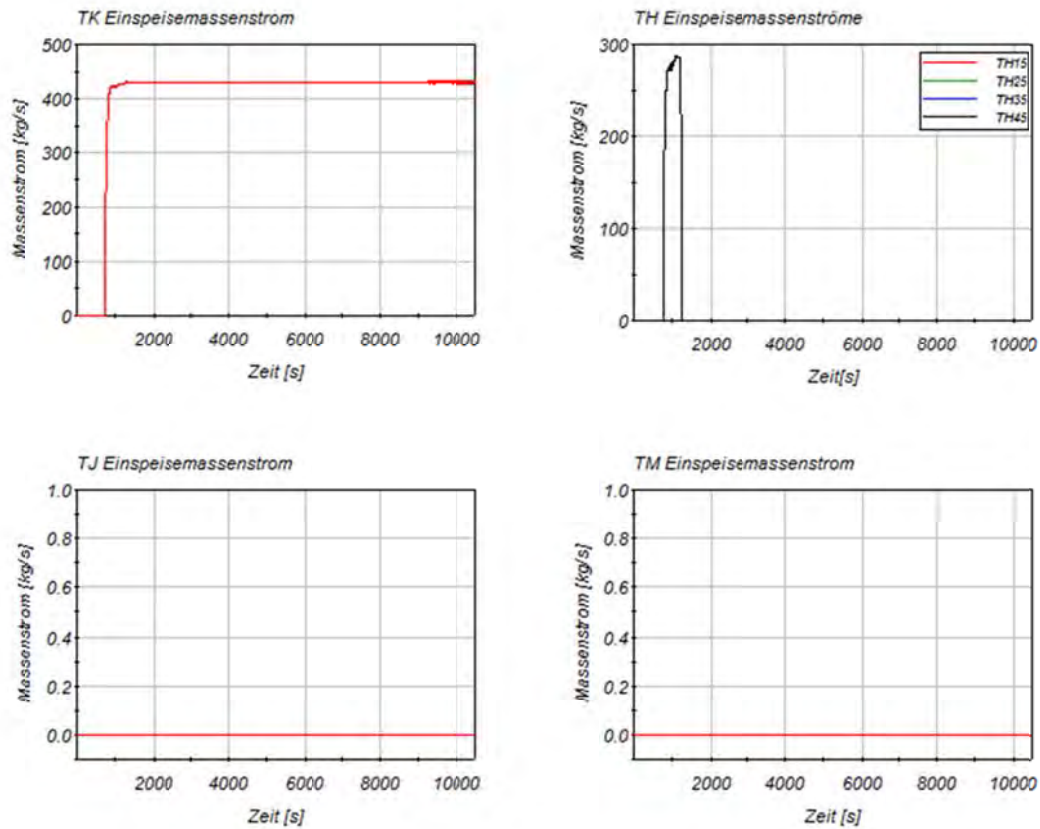 TK Einspeisemassenstrom
500
400
300
200
100
0
Massenstrom [kg/s]
2000 4000 6000 8000 10000
Zeit [s]
TH Einspeisemassenströme
300
200
100
0
Massenstrom [kg/s]
TH15
TH25
TH35
TH45
2000 4000 6000 8000 10000
Zeit[s]
TJ Einspeisemassenstrom
1.0
0.8
0.6
0.4
0.2
0.0
Massenstrom [kg/s]
2000 4000 6000 8000 10000
Zeit [s]
TM Einspeisemassenstrom
1.0
0.8
0.6
0.4
0.2
0.0
Massenstrom [kg/s]
2000 4000 6000 8000 10000
Zeit [s]